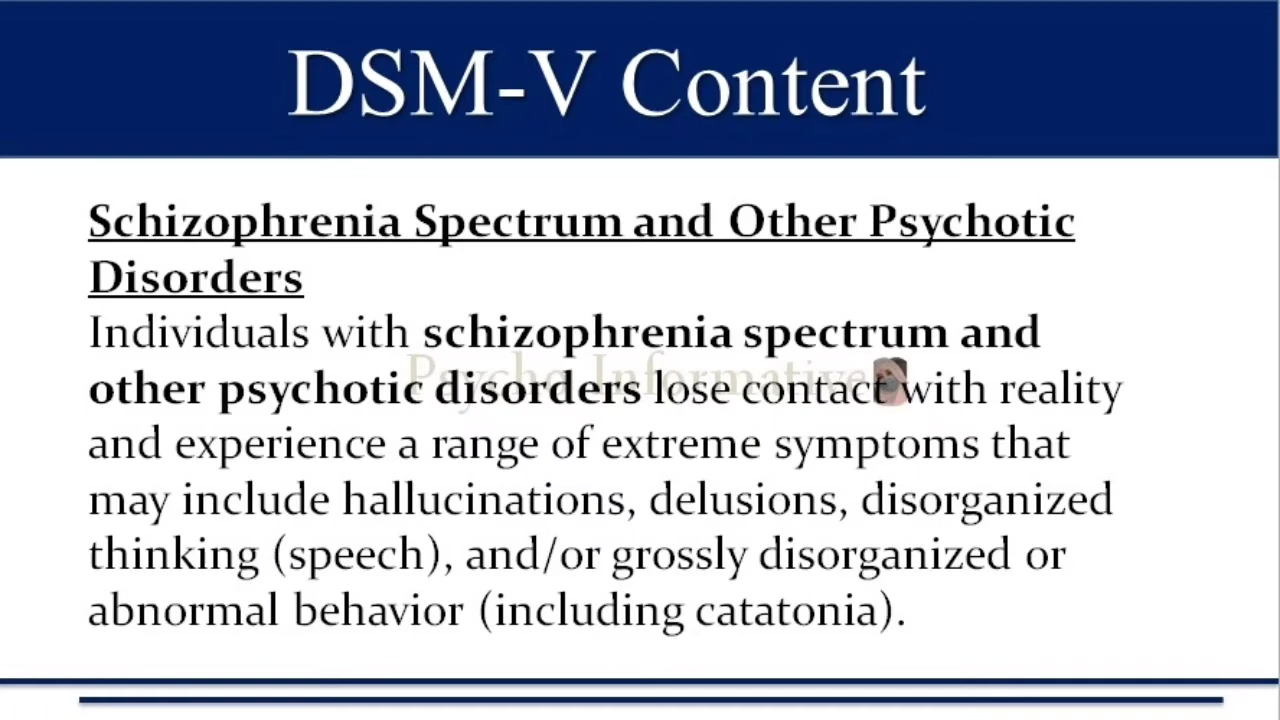 DSM-V Content
Schizophrenia Spectrum and Other Psychotic
Disorders
Individuals with schizophrenia spectrum and
Psycho Informative
other psychotic disorders lose contact with reality
and experience a range of extreme symptoms that
may include hallucinations, delusions, disorganized
thinking (speech), and/or grossly disorganized or
abnormal behavior (including catatonia).